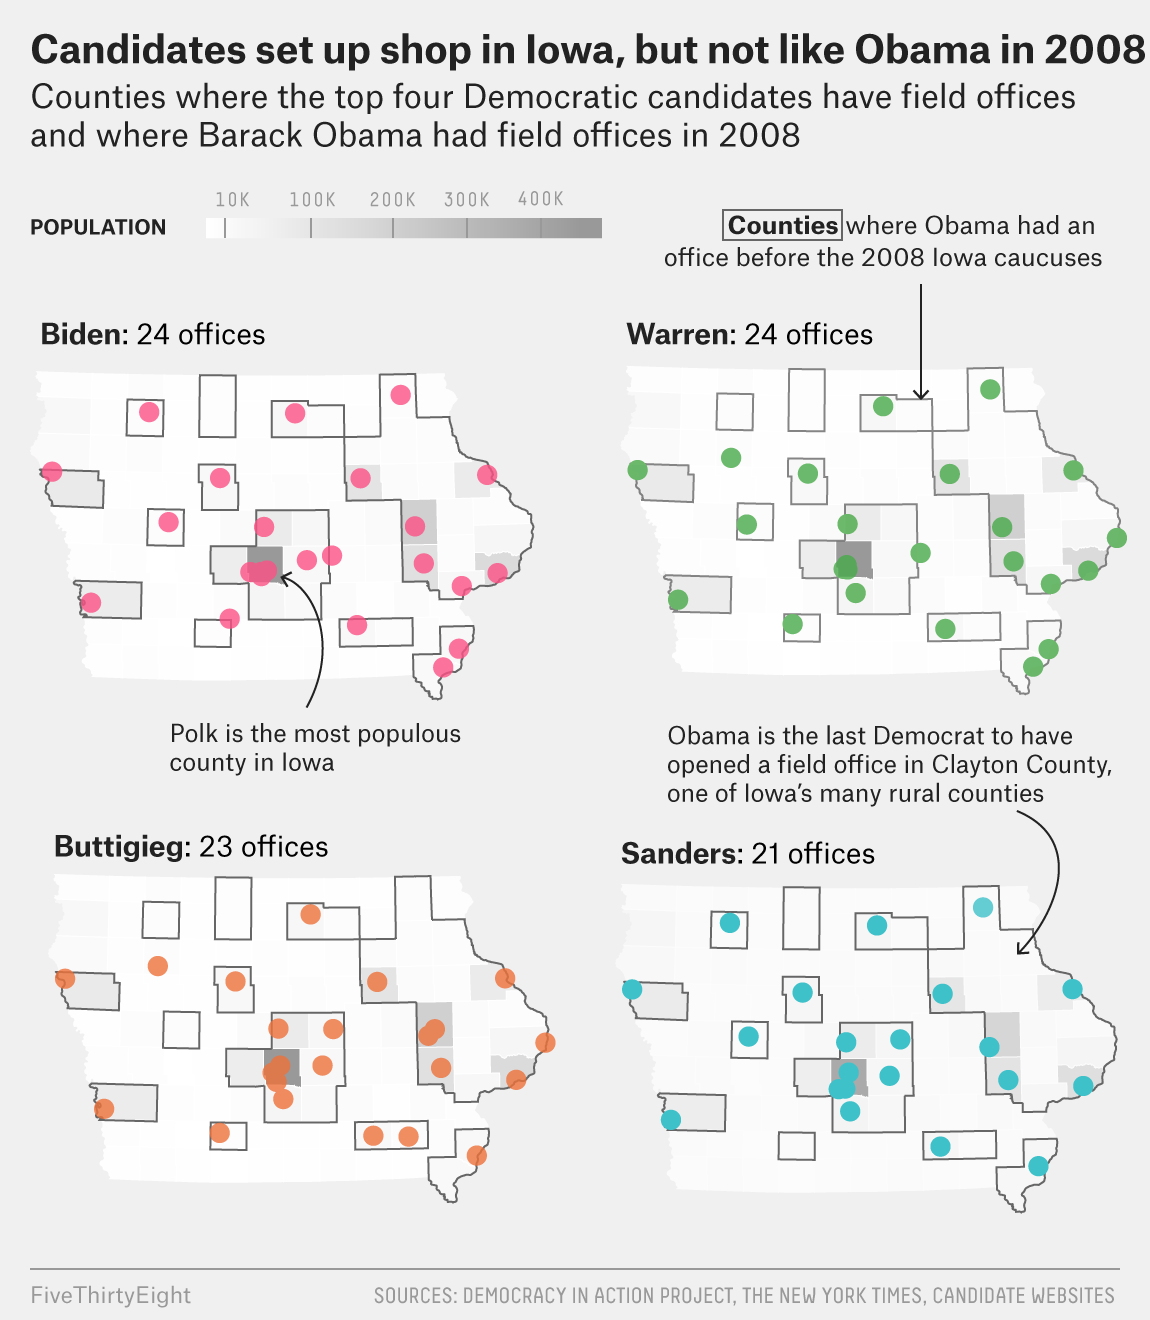 Candidates set up shop in Iowa, but not like Obama in 2008
Counties where the top four Democratic candidates have field offices
and where Barack Obama had field offices in 2008
10K 100K 200K 300K 400K
POPULATION
Counties where Obama had an
office before the 2008 Iowa caucuses
Biden: 24 offices
Warren: 24 offices
Polk is the most populous
county in Iowa
Obama is the last Democrat to have
opened a field office in Clayton County,
one of Iowa's many rural counties
Buttigieg: 23 offices
Sanders: 21 offices
FiveThirtyEight
SOURCES: DEMOCRACY IN ACTION PROJECT, THE NEW YORK TIMES, CANDIDATE WEBSITES